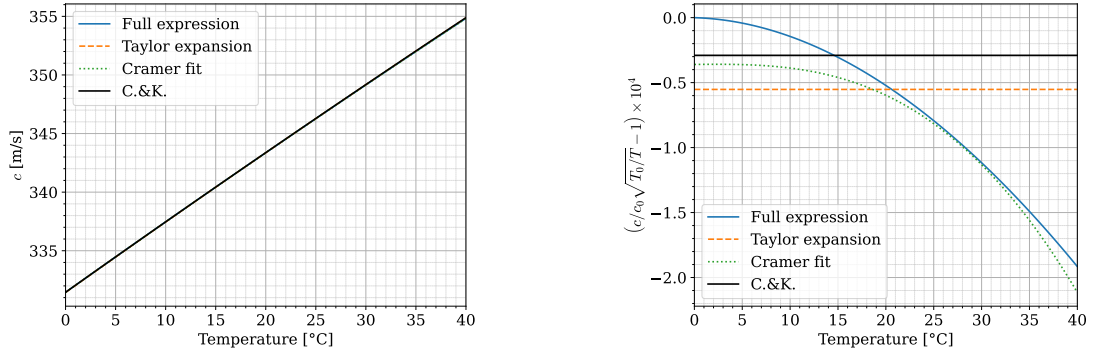 355
350
345
340
335
c [m/s]
Full expression
Taylor expansion
Cramer fit
C.&K.
0 5 10 15 20 25 30 35 40
Temperature [°C]
0.0
−0.5
−1.0
−1.5
−2.0
(c/c₀√T₀/T − 1) × 10⁴
Full expression
Taylor expansion
Cramer fit
C.&K.
0 5 10 15 20 25 30 35 40
Temperature [°C]